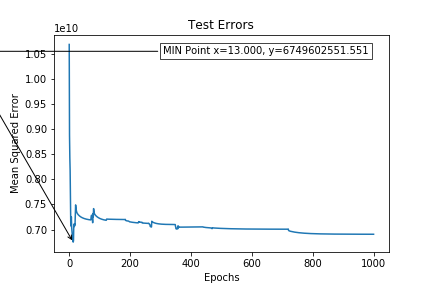 Test Errors
1e10
MIN Point x=13.000, y=6749602551.551
1.05
1.00
0.95
0.90
0.85
0.80
0.75
0.70
Mean Squared Error
0 200 400 600 800 1000
Epochs